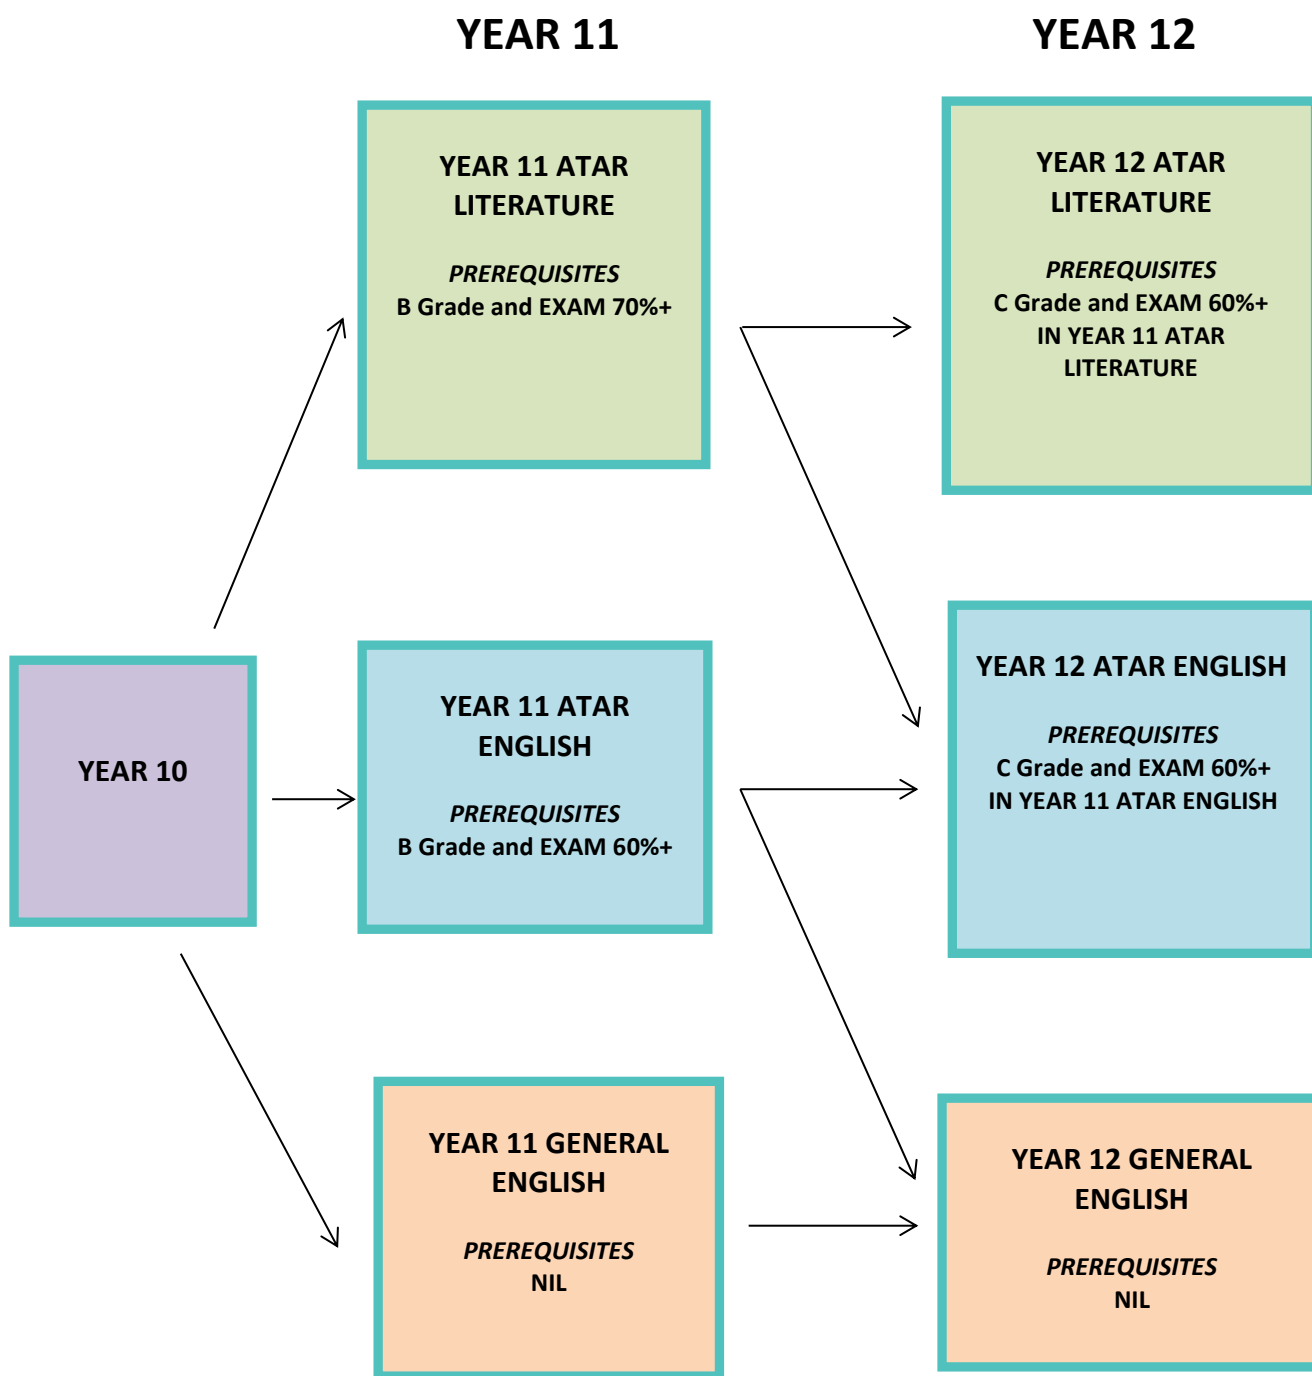 YEAR 11
YEAR 12
YEAR 11 ATAR
LITERATURE
PREREQUISITES
B Grade and EXAM 70%+
YEAR 12 ATAR
LITERATURE
PREREQUISITES
C Grade and EXAM 60%+
IN YEAR 11 ATAR
LITERATURE
YEAR 10
YEAR 11 ATAR
ENGLISH
PREREQUISITES
B Grade and EXAM 60%+
YEAR 12 ATAR ENGLISH
PREREQUISITES
C Grade and EXAM 60%+
IN YEAR 11 ATAR ENGLISH
YEAR 11 GENERAL
ENGLISH
PREREQUISITES
NIL
YEAR 12 GENERAL
ENGLISH
PREREQUISITES
NIL